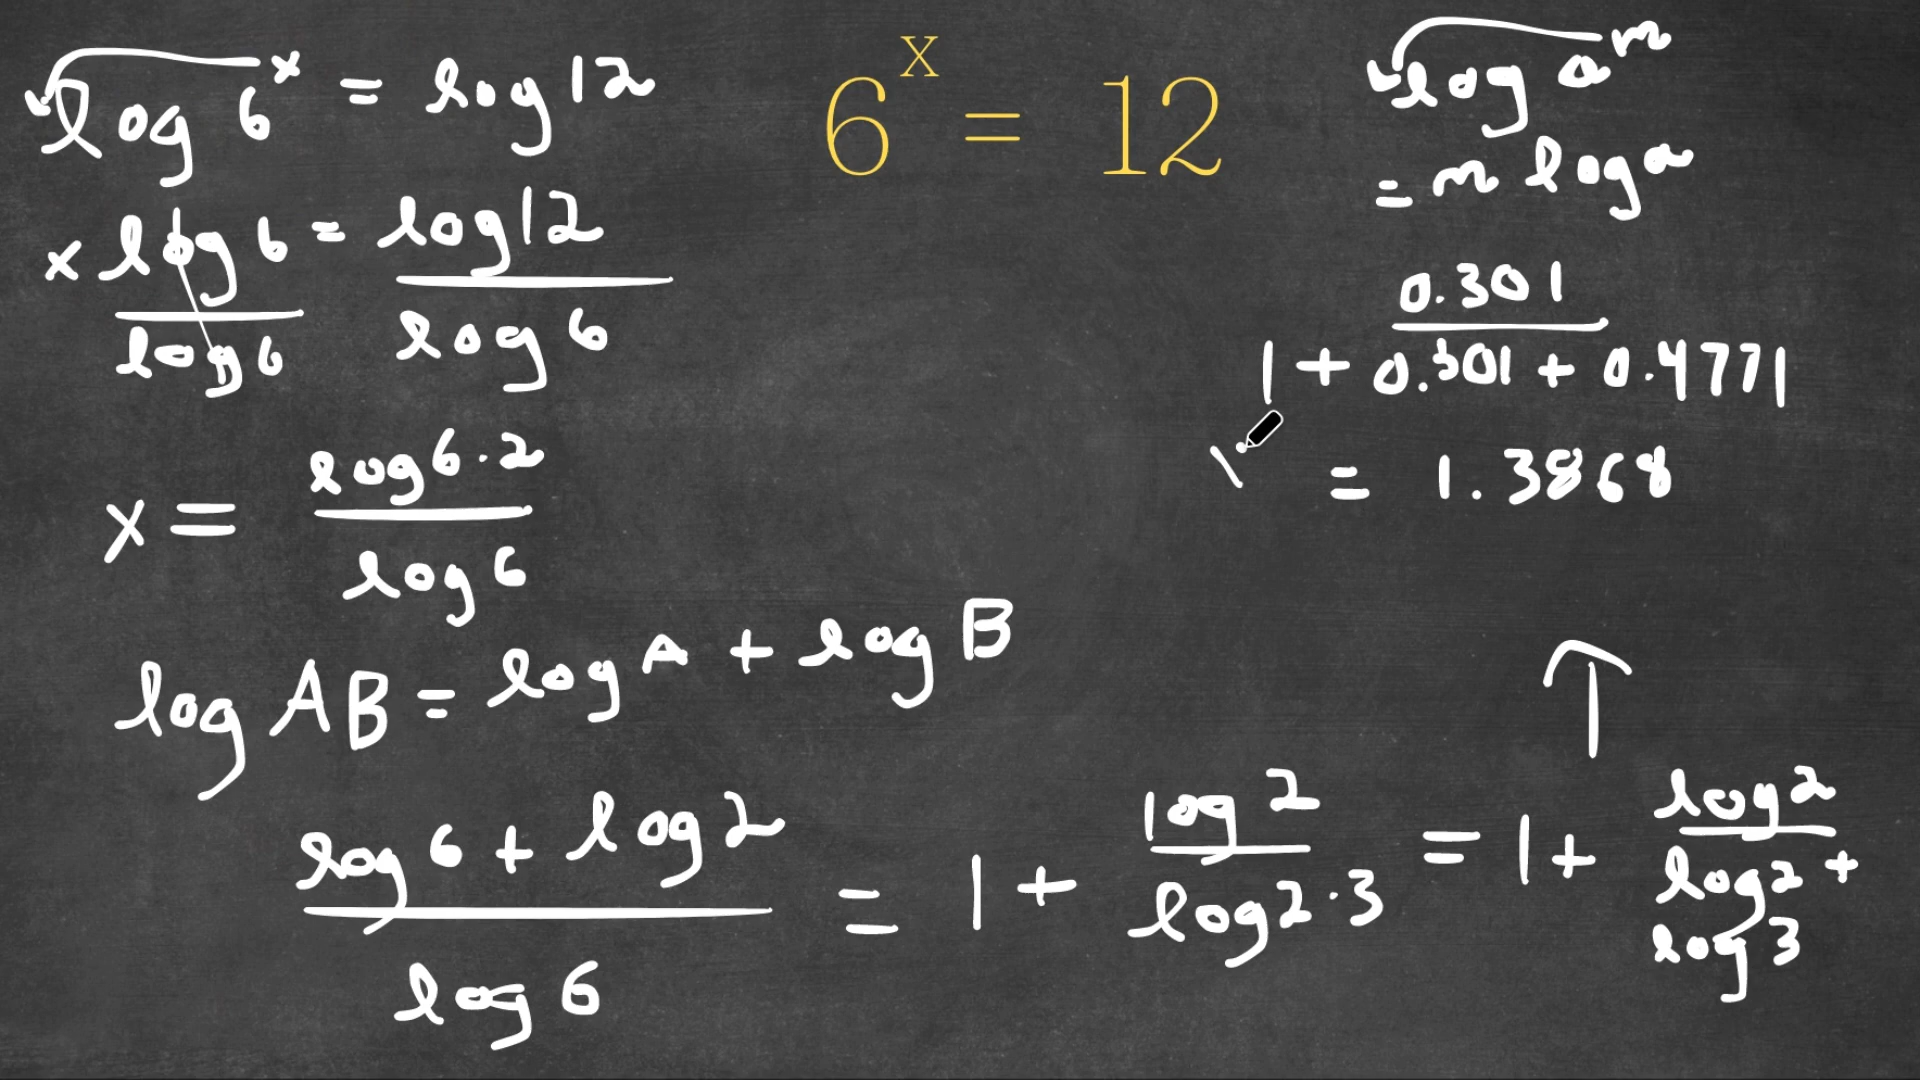 6^x = 12
log 6^x = log 12
x log 6 = log 12
log 6 log 6
x = log 6·2
log 6
log AB = log A + log B
log 6 + log 2 = 1 + log 2 = 1 + log 2
log 6 log 2·3 log 2 +
log 3
log a^m
= m log a
0.301
1 + 0.301 + 0.4771
= 1.3868
1.